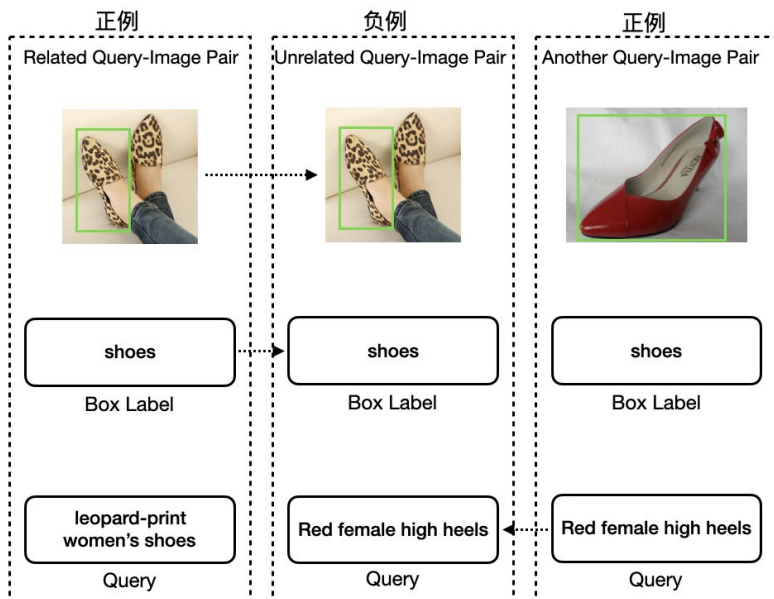 正例
负例
正例
Related Query-Image Pair
Unrelated Query-Image Pair
Another Query-Image Pair
shoes
shoes
shoes
Box Label
Box Label
Box Label
leopard-print
women's shoes
Red female high heels
Red female high heels
Query
Query
Query